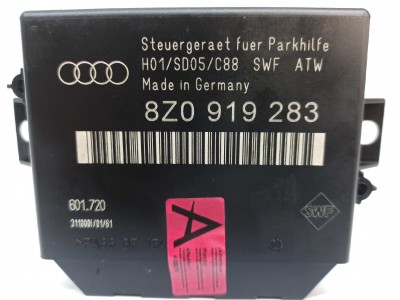 Steuergeraet fuer Parkhilfe
H01/SD05/C88 SWF ATW
Made in Germany
8Z0 919 283
601.720
A
SWF